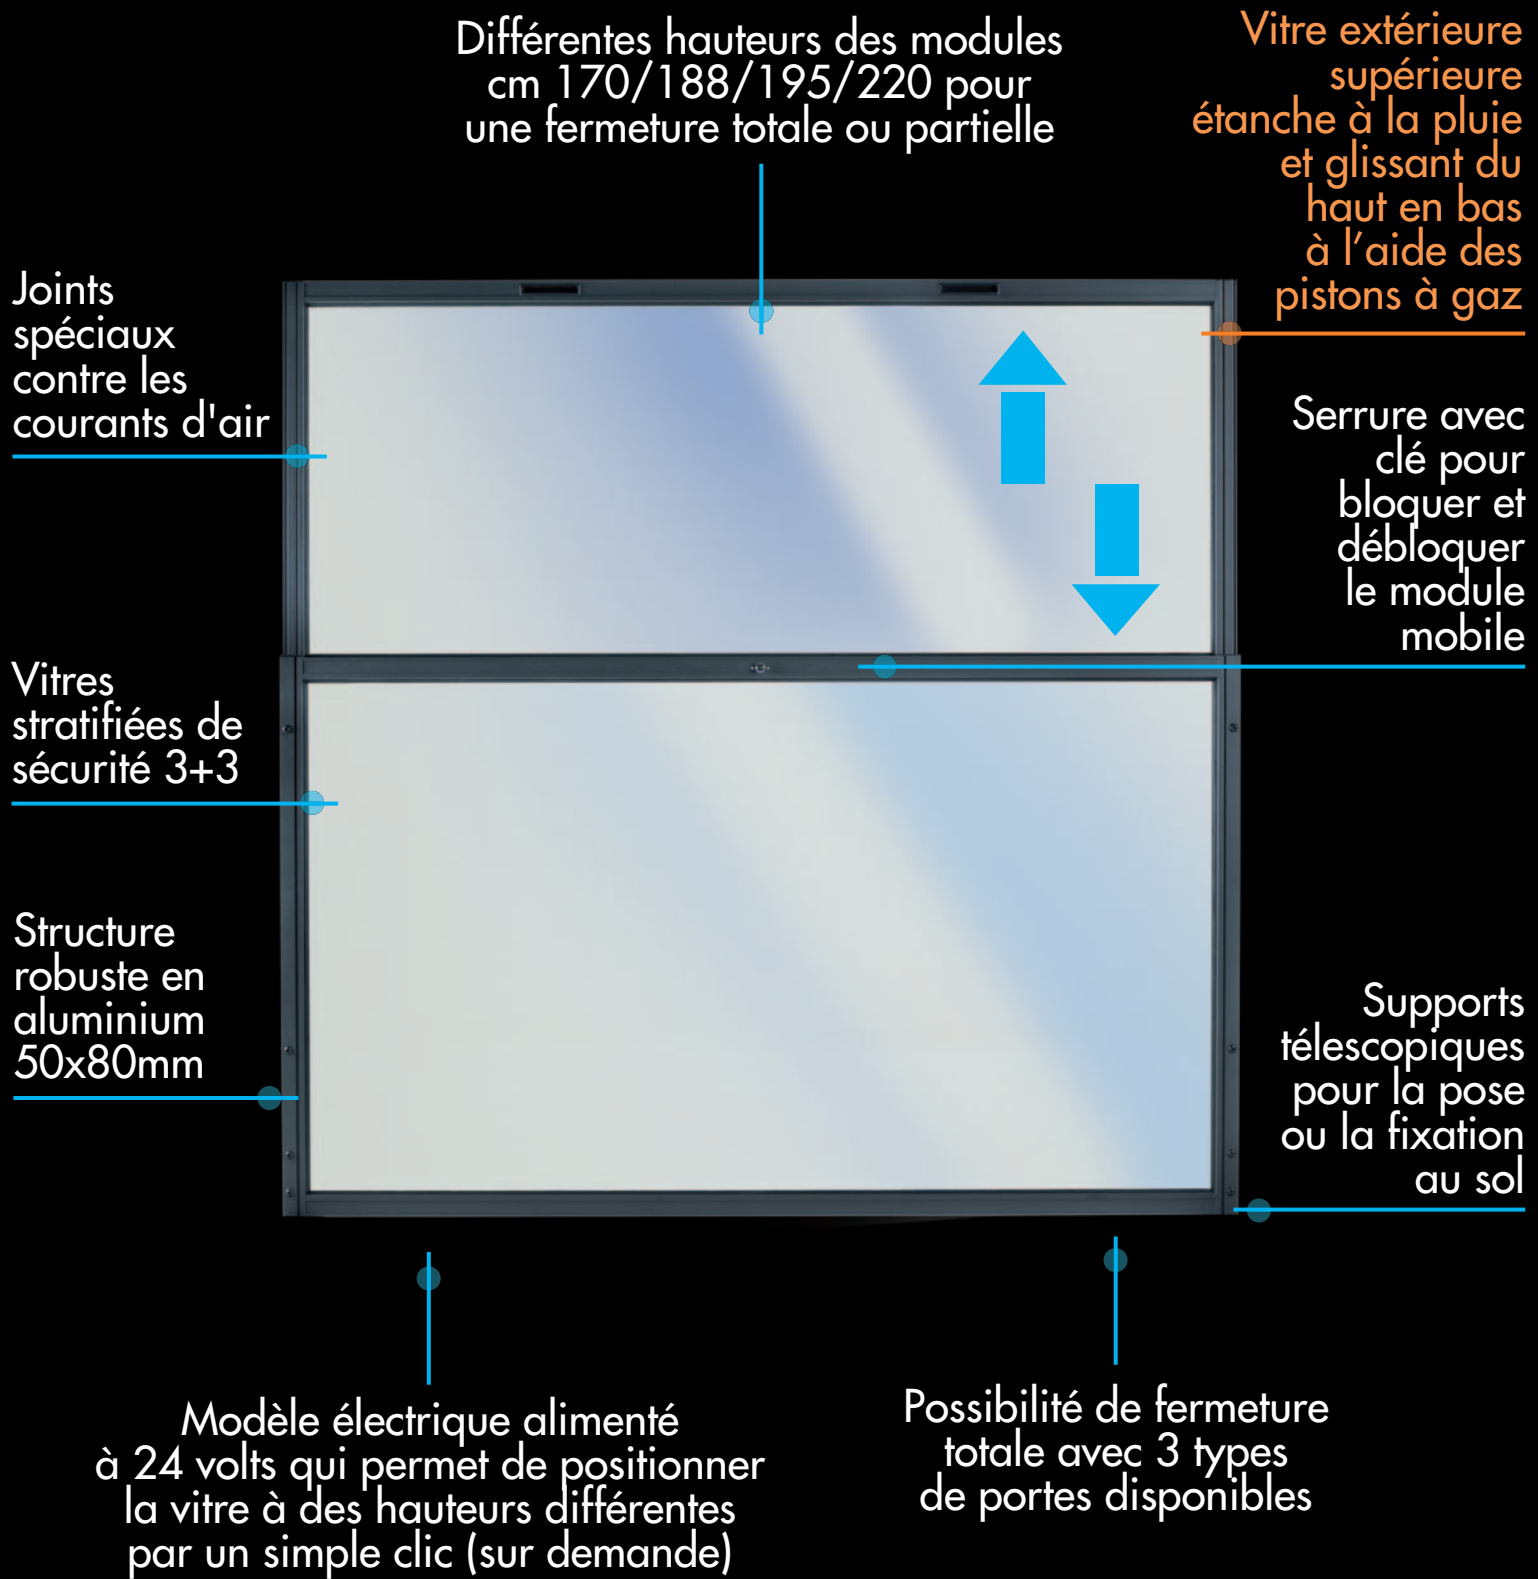 Différentes hauteurs des modules
cm 170/188/195/220 pour
une fermeture totale ou partielle
Vitre extérieure
supérieure
étanche à la pluie
et glissant du
haut en bas
à l’aide des
pistons à gaz
Joints
spéciaux
contre les
courants d'air
Serrure avec
clé pour
bloquer et
débloquer
le module
mobile
Vitres
stratifiées de
sécurité 3+3
Structure
robuste en
aluminium
50x80mm
Supports
télescopiques
pour la pose
ou la fixation
au sol
Modèle électrique alimenté
à 24 volts qui permet de positionner
la vitre à des hauteurs différentes
par un simple clic (sur demande)
Possibilité de fermeture
totale avec 3 types
de portes disponibles